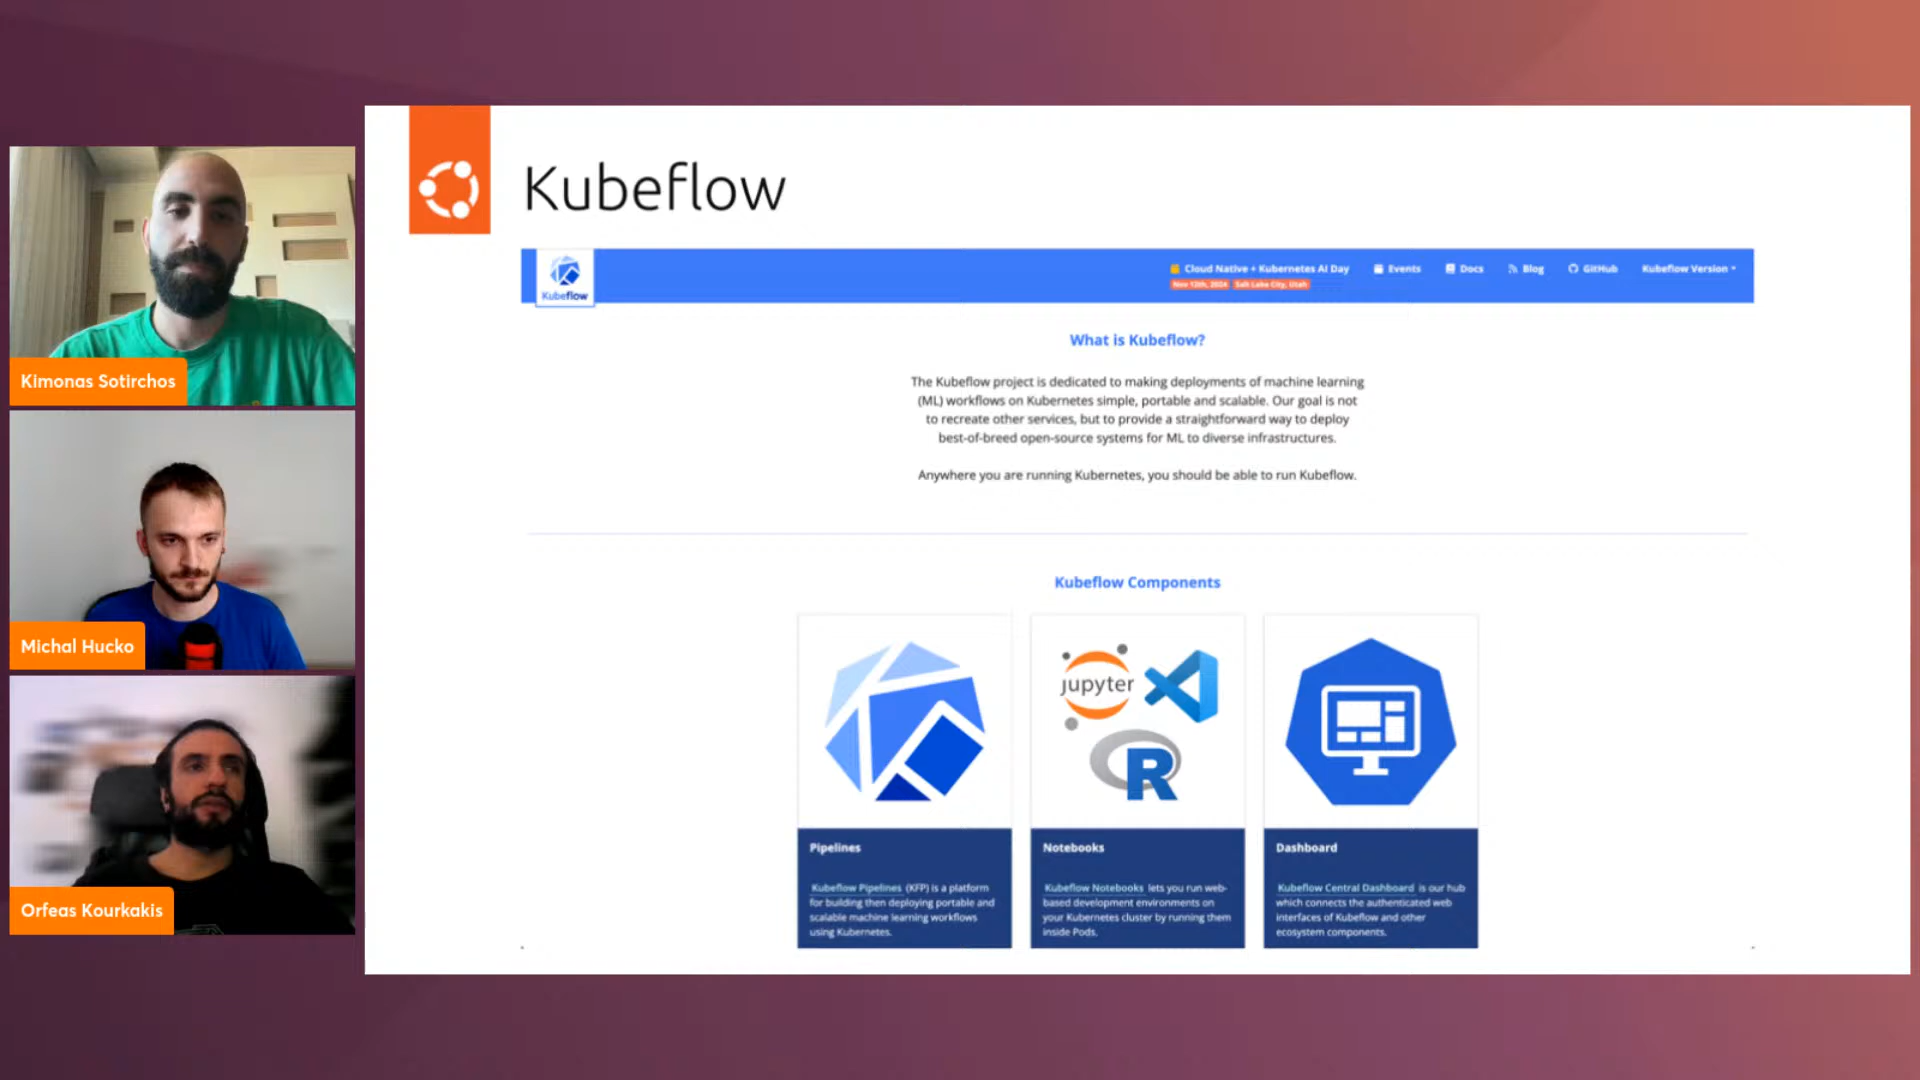 Kimonas Sotirchos
Michal Hucko
Orfeas Kourkakis
Kubeflow
Kubeflow
Cloud Native + Kubernetes AI Day
Nov 12th, 2024 Salt Lake City, Utah
Events
Docs
Blog
GitHub
Kubeflow Version
What is Kubeflow?
The Kubeflow project is dedicated to making deployments of machine learning
(ML) workflows on Kubernetes simple, portable and scalable. Our goal is not
to recreate other services, but to provide a straightforward way to deploy
best-of-breed open-source systems for ML to diverse infrastructures.
Anywhere you are running Kubernetes, you should be able to run Kubeflow.
Kubeflow Components
jupyter
R
Pipelines
Kubeflow Pipelines (KFP) is a platform
for building then deploying portable and
scalable machine learning workflows
using Kubernetes.
Notebooks
Kubeflow Notebooks lets you run web-
based development environments on
your Kubernetes cluster by running them
inside Pods.
Dashboard
Kubeflow Central Dashboard is our hub
which connects the authenticated web
interfaces of Kubeflow and other
ecosystem components.